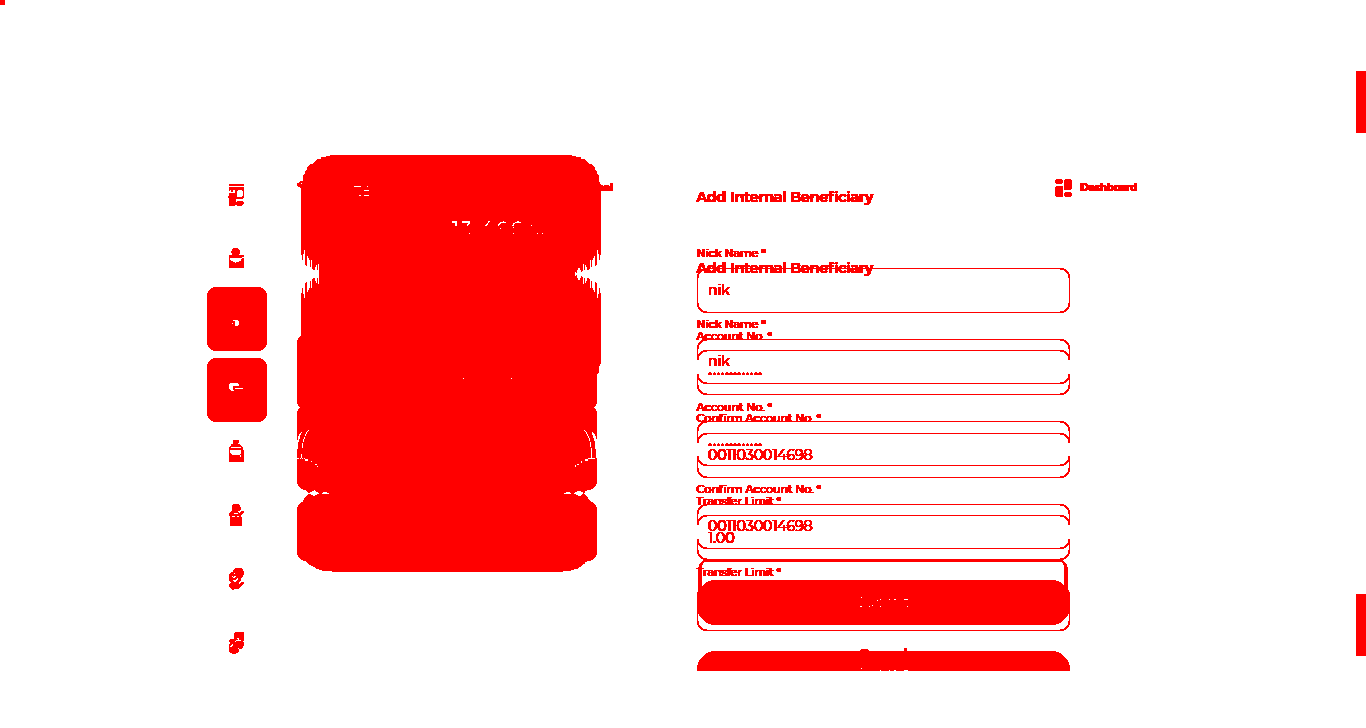 Add Internal Beneficiary
Dashboard
Nick Name *
Add Internal Beneficiary
nik
Nick Name *
Account No. *
nik
Account No. *
Confirm Account No. *
0011030014698
Confirm Account No. *
Transfer Limit *
0011030014698
1.00
Transfer Limit *